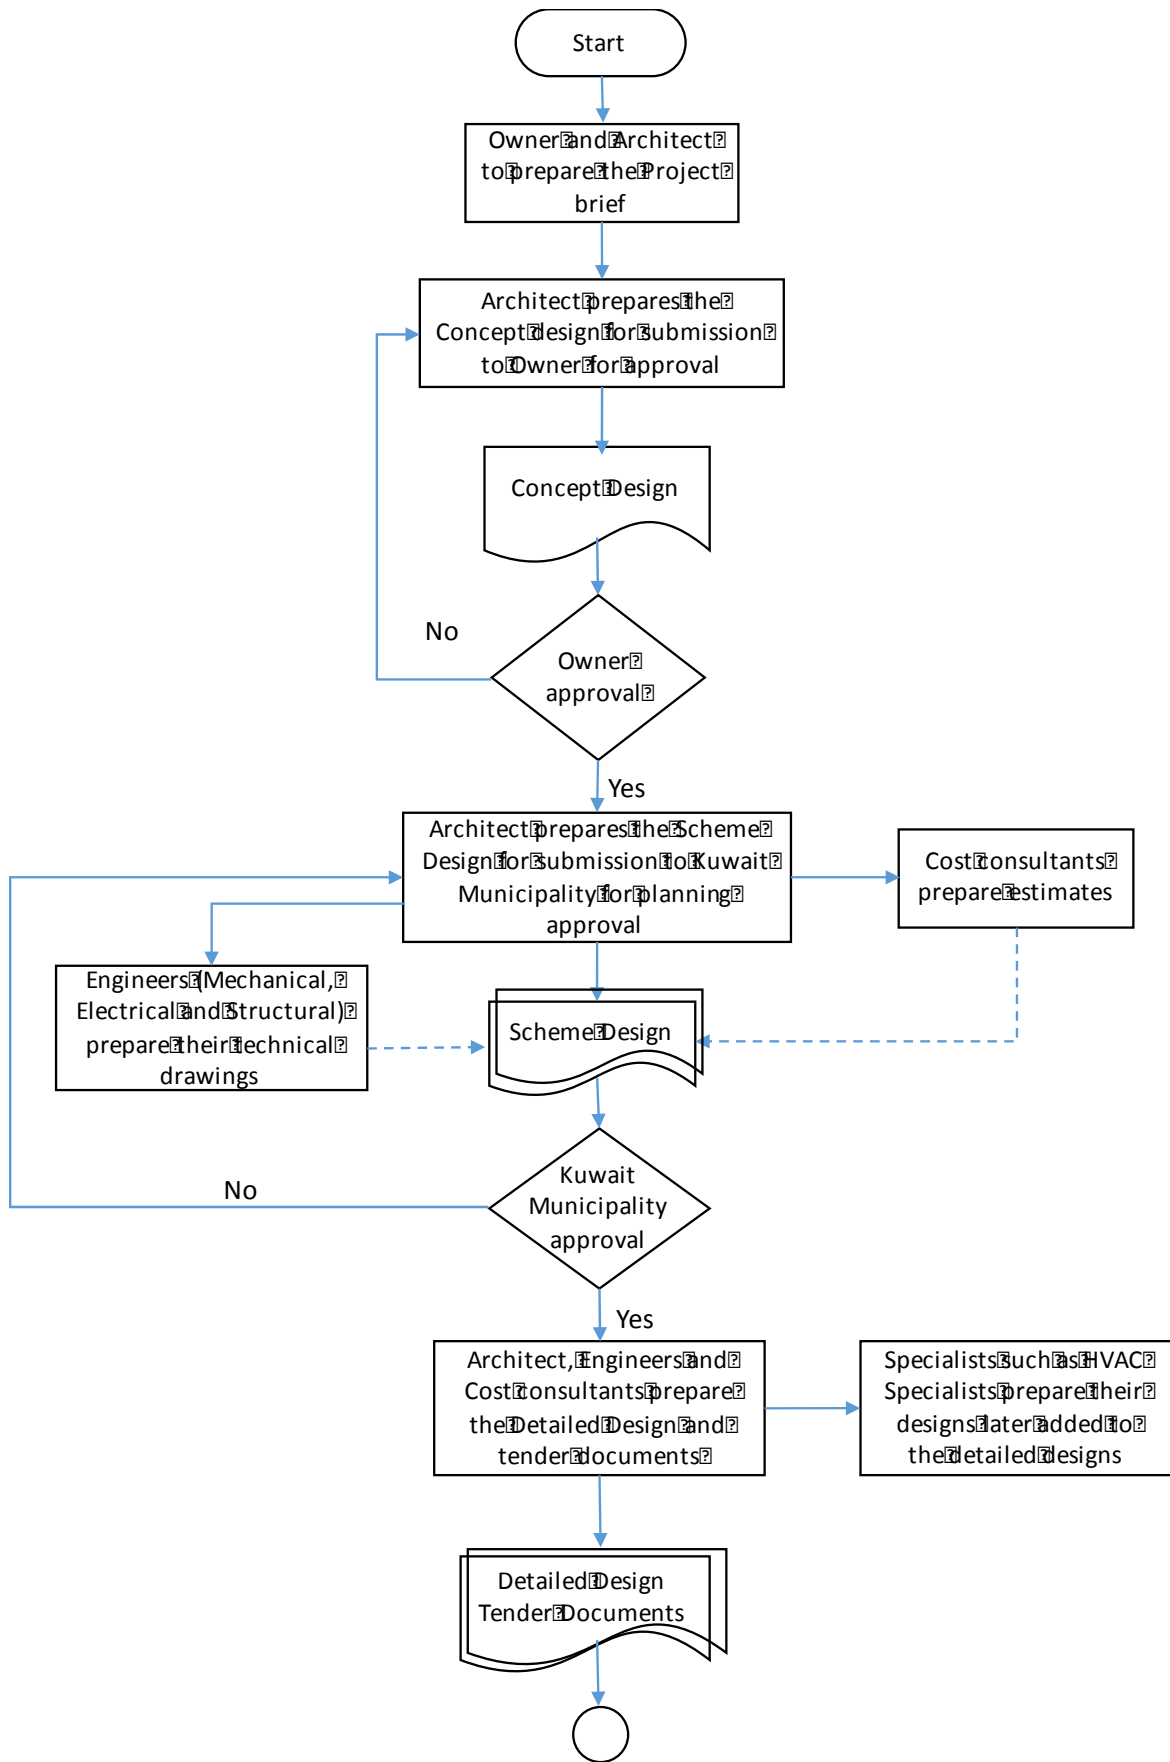 Start
Owner and Architect
to prepare the Project
brief
Architect prepares the
Concept design for submission
to Owner for approval
Concept Design
No
Owner
approval
Yes
Architect prepares the Scheme
Design for submission to Kuwait
Municipality for planning
approval
Cost consultants
prepare estimates
Engineers (Mechanical,
Electrical and Structural)
prepare their technical
drawings
Scheme Design
No
Kuwait
Municipality
approval
Yes
Architect, Engineers and
Cost consultants prepare
the Detailed Design and
tender documents
Specialists such as HVAC
Specialists prepare their
designs later added to
the detailed designs
Detailed Design
Tender Documents